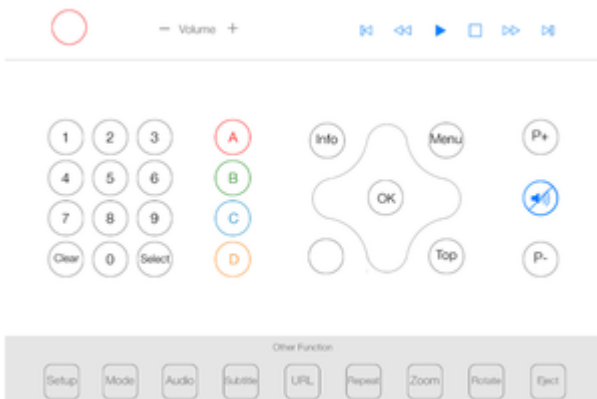 − Volume +
1 2 3 A Info Menu P+
4 5 6 B
7 8 9 C OK
Clear 0 Select D Top P-
Other Function
Setup Mode Audio Subtitle URL Repeat Zoom Rotate Eject